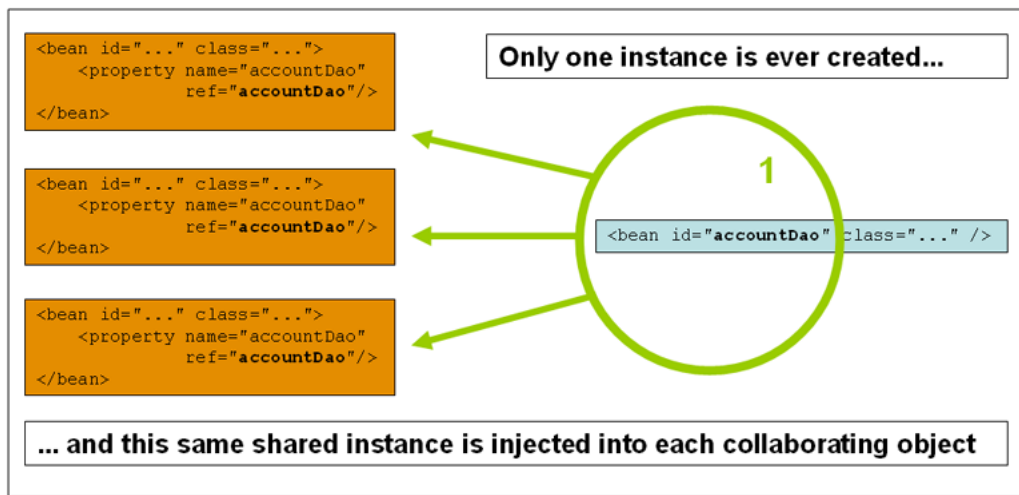 <bean id="..." class="...">
    <property name="accountDao"
              ref="accountDao"/>
</bean>
Only one instance is ever created...
1
<bean id="..." class="...">
    <property name="accountDao"
              ref="accountDao"/>
</bean>
<bean id="accountDao" class="..." />
<bean id="..." class="...">
    <property name="accountDao"
              ref="accountDao"/>
</bean>
... and this same shared instance is injected into each collaborating object